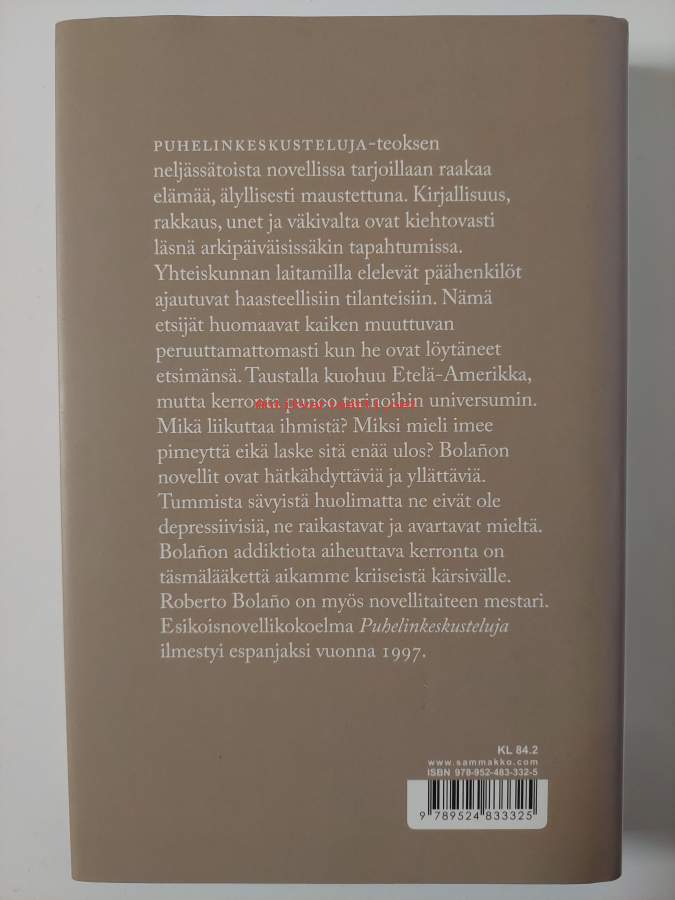 PUHELINKESKUSTELUJA-teoksen
neljässätoista novellissa tarjoillaan raakaa
elämää, älyllisesti maustettuna. Kirjallisuus,
rakkaus, unet ja väkivalta ovat kiehtovasti
läsnä arkipäiväisissäkin tapahtumissa.
Yhteiskunnan laitamilla elelevät päähenkilöt
ajautuvat haasteellisiin tilanteisiin. Nämä
etsijät huomaavat kaiken muuttuvan
peruuttamattomasti kun he ovat löytäneet
etsimänsä. Taustalla kuohuu Etelä-Amerikka,
mutta kerronta punoo tarinoihin universumin.
Mikä liikuttaa ihmistä? Miksi mieli imee
pimeyttä eikä laske sitä enää ulos? Bolañon
novellit ovat hätkähdyttäviä ja yllättäviä.
Tummista sävyistä huolimatta ne eivät ole
depressiivisiä, ne raikastavat ja avartavat mieltä.
Bolañon addiktiota aiheuttava kerronta on
täsmälääkettä aikamme kriiseistä kärsivälle.
Roberto Bolaño on myös novellitaiteen mestari.
Esikoisnovellikokoelma Puhelinkeskusteluja
ilmestyi espanjaksi vuonna 1997.
KL 84.2
www.sammakko.com
ISBN 978-952-483-332-5
9 789524 833325